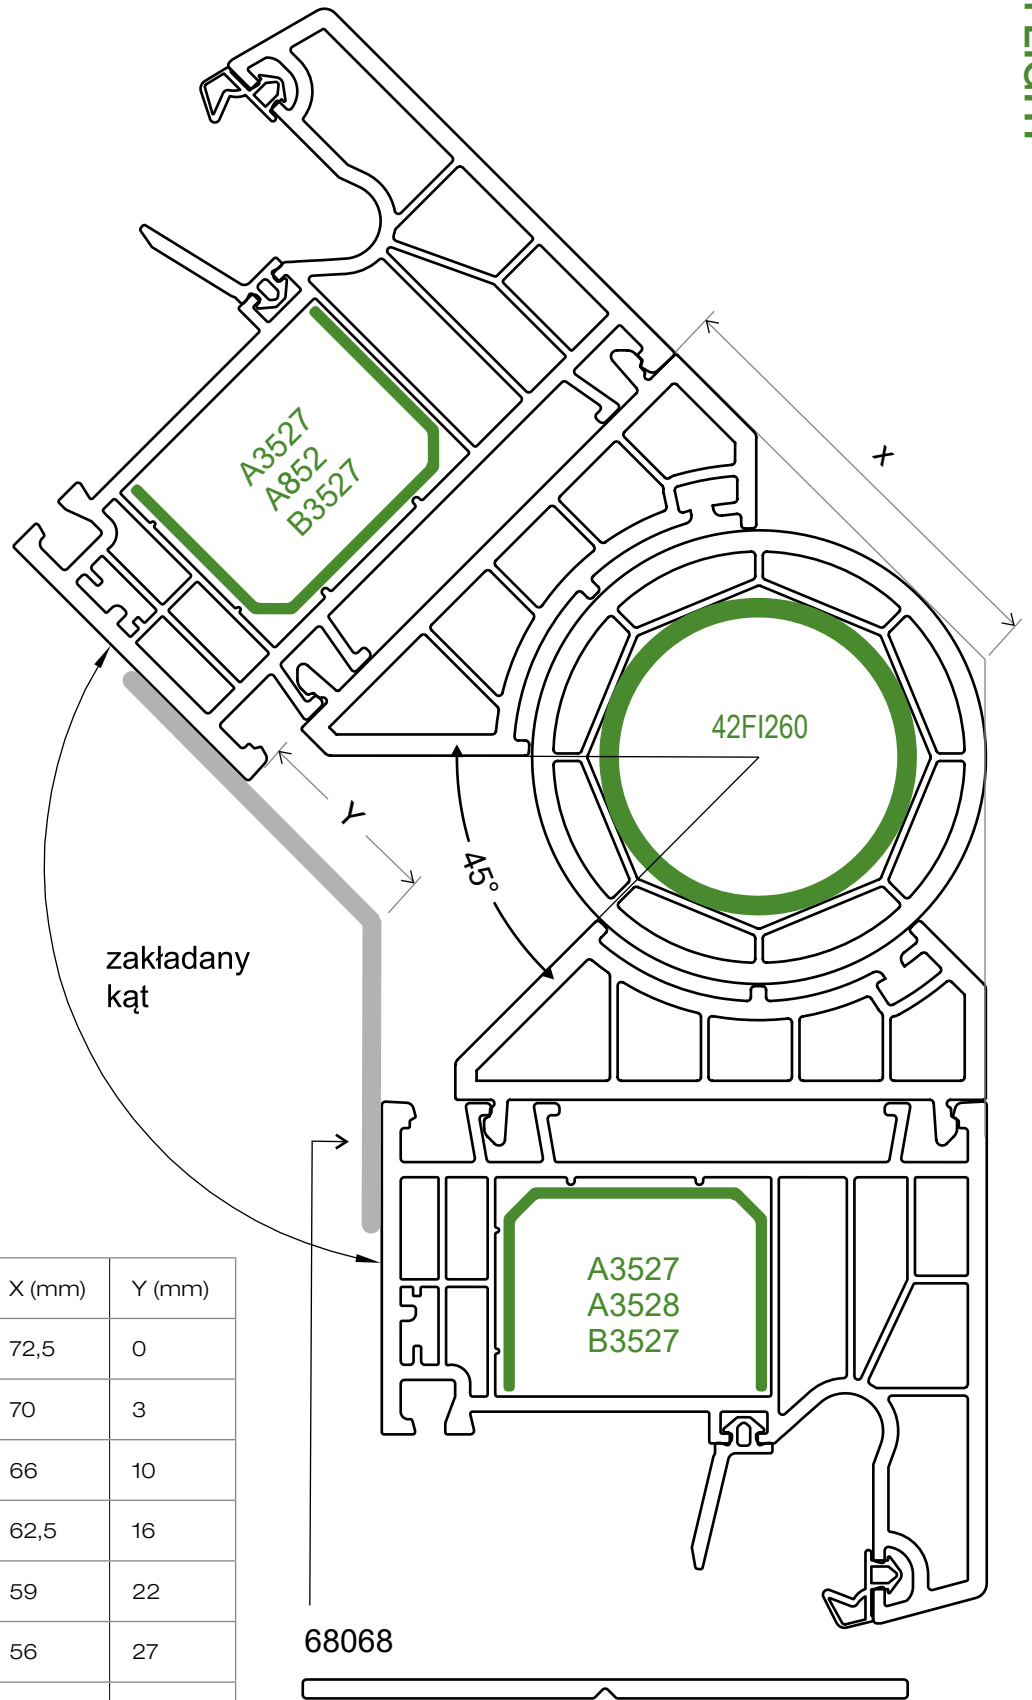 A3527
A852
B3527
X
42FI260
Y
45°
zakładany
kąt
A3527
A3528
B3527
X (mm) Y (mm)
72,5 0
70 3
66 10
62,5 16
59 22
56 27
68068